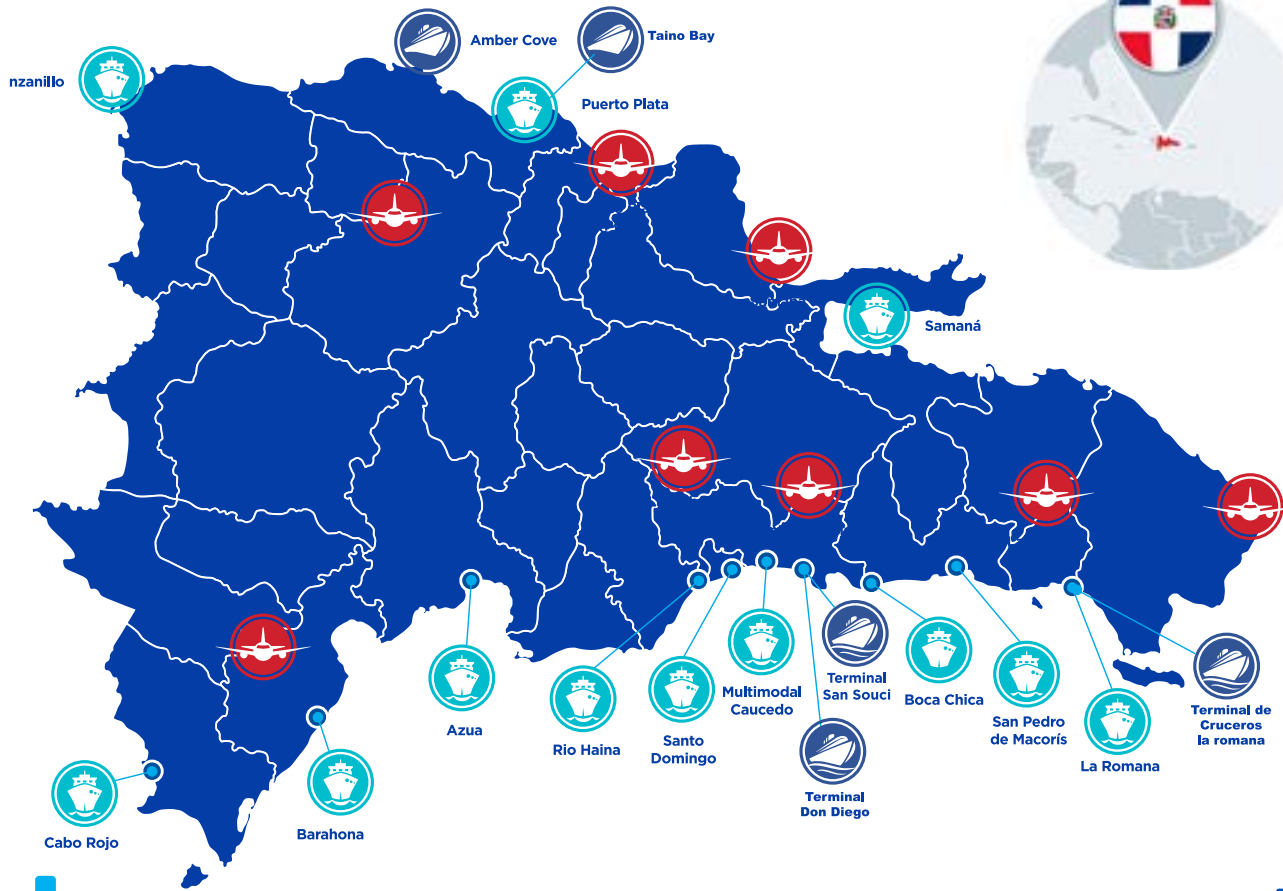 Amber Cove
Taino Bay
nzanillo
Puerto Plata
Samaná
Azua
Rio Haina
Santo
Domingo
Multimodal
Caucedo
Terminal
San Souci
Terminal
Don Diego
Boca Chica
San Pedro
de Macorís
La Romana
Terminal de
Cruceros
la romana
Cabo Rojo
Barahona